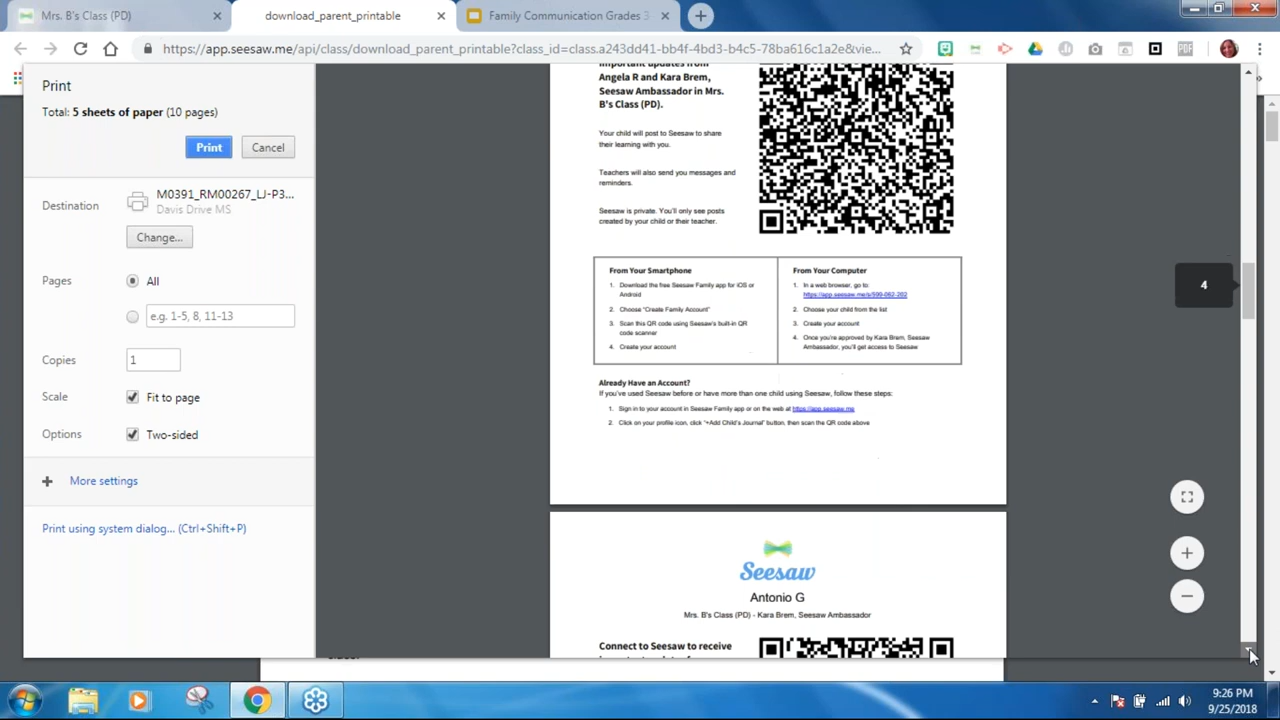 Mrs. B's Class (PD)
download_parent_printable
Family Communication Grades 3
https://app.seesaw.me/api/class/download_parent_printable?class_id=class.a243dd41-bb4f-4bd3-b4c5-78ba616c1a2e&vie...
PDF
Print
Total: 5 sheets of paper (10 pages)
Print
Cancel
Destination
M0391_RM00267_LJ-P3...
Davis Drive MS
Change...
Pages
All
e.g. 1-5, 8, 11-13
Copies
1
Scale
Fit to page
Options
Two-sided
More settings
Print using system dialog... (Ctrl+Shift+P)
important updates from
Angela R and Kara Brem,
Seesaw Ambassador in Mrs.
B's Class (PD).
Your child will post to Seesaw to share
their learning with you.
Teachers will also send you messages and
reminders.
Seesaw is private. You'll only see posts
created by your child or their teacher.
From Your Smartphone
1. Download the free Seesaw Family app for iOS or
Android
2. Choose "Create Family Account"
3. Scan this QR code using Seesaw's built-in QR
code scanner
4. Create your account
From Your Computer
1. In a web browser, go to:
https://app.seesaw.me/s/599-062-202
2. Choose your child from the list
3. Create your account
4. Once you're approved by Kara Brem, Seesaw
Ambassador, you'll get access to Seesaw
Already Have an Account?
If you've used Seesaw before or have more than one child using Seesaw, follow these steps:
1. Sign in to your account in Seesaw Family app or on the web at https://app.seesaw.me
2. Click on your profile icon, click "+Add Child's Journal" button, then scan the QR code above
4
Seesaw
Antonio G
Mrs. B's Class (PD) - Kara Brem, Seesaw Ambassador
Connect to Seesaw to receive
9:26 PM
9/25/2018